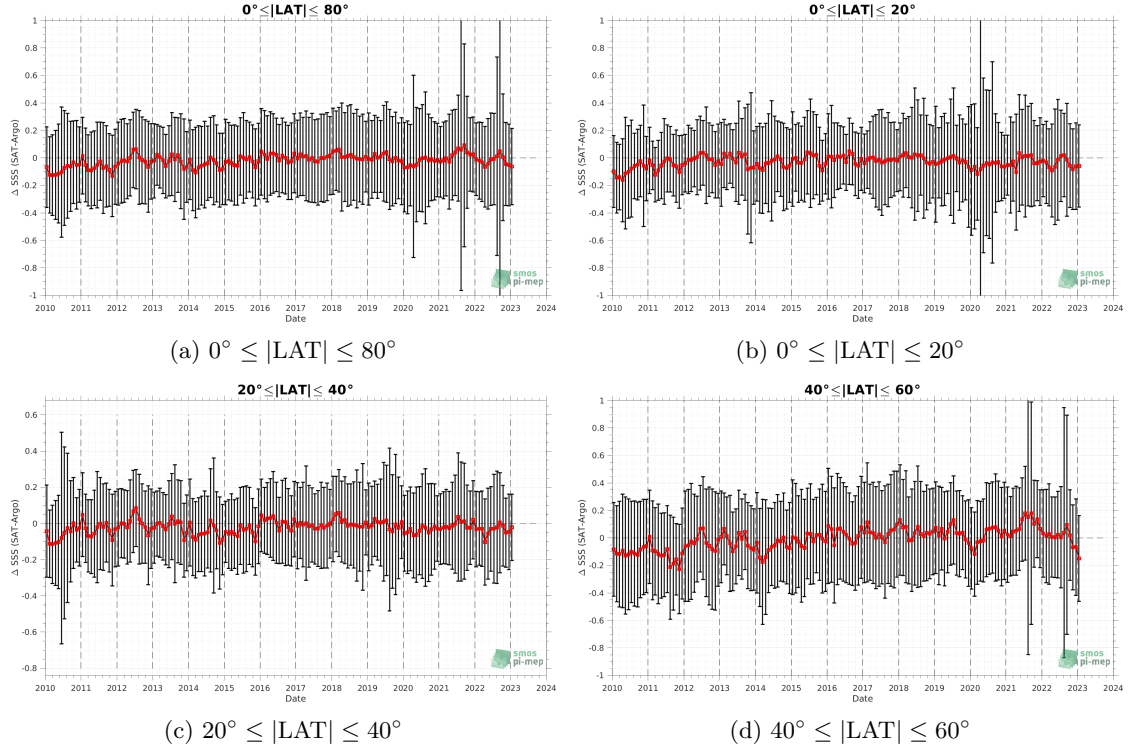 0°≤|LAT|≤ 80°
Δ SSS (SAT-Argo)
1
0.8
0.6
0.4
0.2
0
-0.2
-0.4
-0.6
-0.8
-1
2010 2011 2012 2013 2014 2015 2016 2017 2018 2019 2020 2021 2022 2023 2024
Date
smos
pi-mep
(a) 0° ≤ |LAT| ≤ 80°
0°≤|LAT|≤ 20°
Δ SSS (SAT-Argo)
1
0.8
0.6
0.4
0.2
0
-0.2
-0.4
-0.6
-0.8
-1
2010 2011 2012 2013 2014 2015 2016 2017 2018 2019 2020 2021 2022 2023 2024
Date
smos
pi-mep
(b) 0° ≤ |LAT| ≤ 20°
20°≤|LAT|≤ 40°
Δ SSS (SAT-Argo)
0.6
0.4
0.2
0
-0.2
-0.4
-0.6
-0.8
2010 2011 2012 2013 2014 2015 2016 2017 2018 2019 2020 2021 2022 2023 2024
Date
smos
pi-mep
(c) 20° ≤ |LAT| ≤ 40°
40°≤|LAT|≤ 60°
Δ SSS (SAT-Argo)
1
0.8
0.6
0.4
0.2
0
-0.2
-0.4
-0.6
-0.8
-1
2010 2011 2012 2013 2014 2015 2016 2017 2018 2019 2020 2021 2022 2023 2024
Date
smos
pi-mep
(d) 40° ≤ |LAT| ≤ 60°